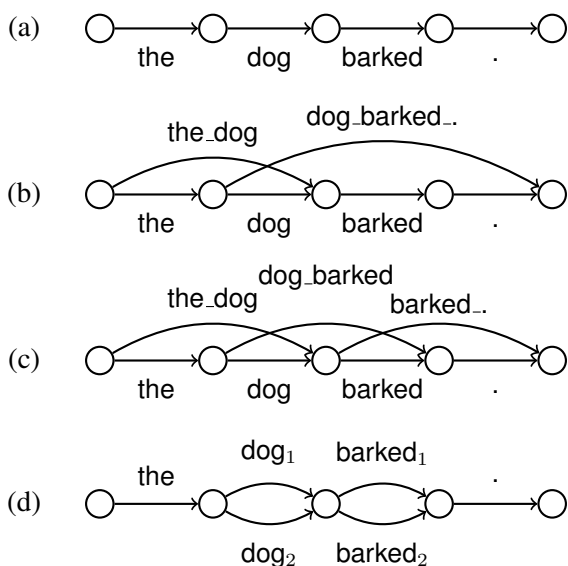 (a)
the dog barked .
the_dog dog_barked_.
(b)
the dog barked .
dog_barked
the_dog barked_.
(c)
the dog barked .
dog₁ barked₁
the .
(d)
dog₂ barked₂